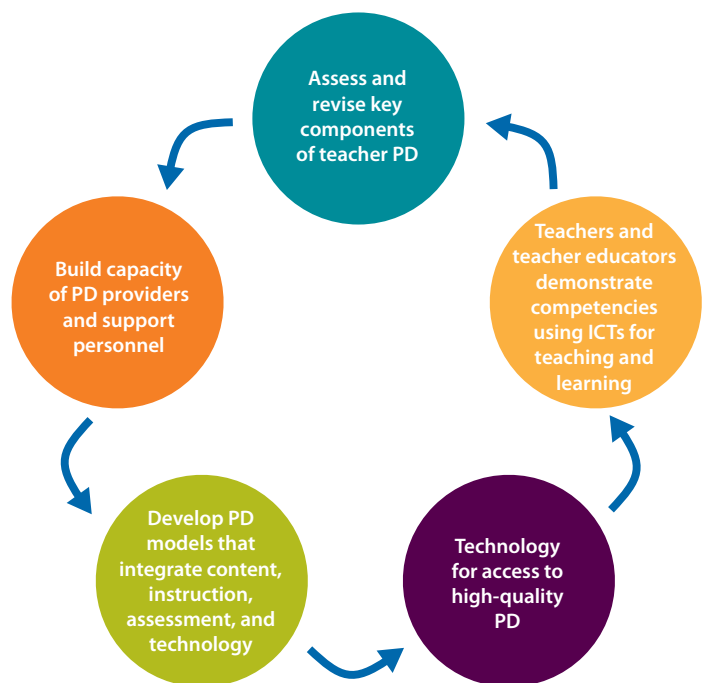 Assess and
revise key
components
of teacher PD
Build capacity
of PD providers
and support
personnel
Develop PD
models that
integrate content,
instruction,
assessment, and
technology
Technology
for access to
high-quality
PD
Teachers and
teacher educators
demonstrate
competencies
using ICTs for
teaching and
learning